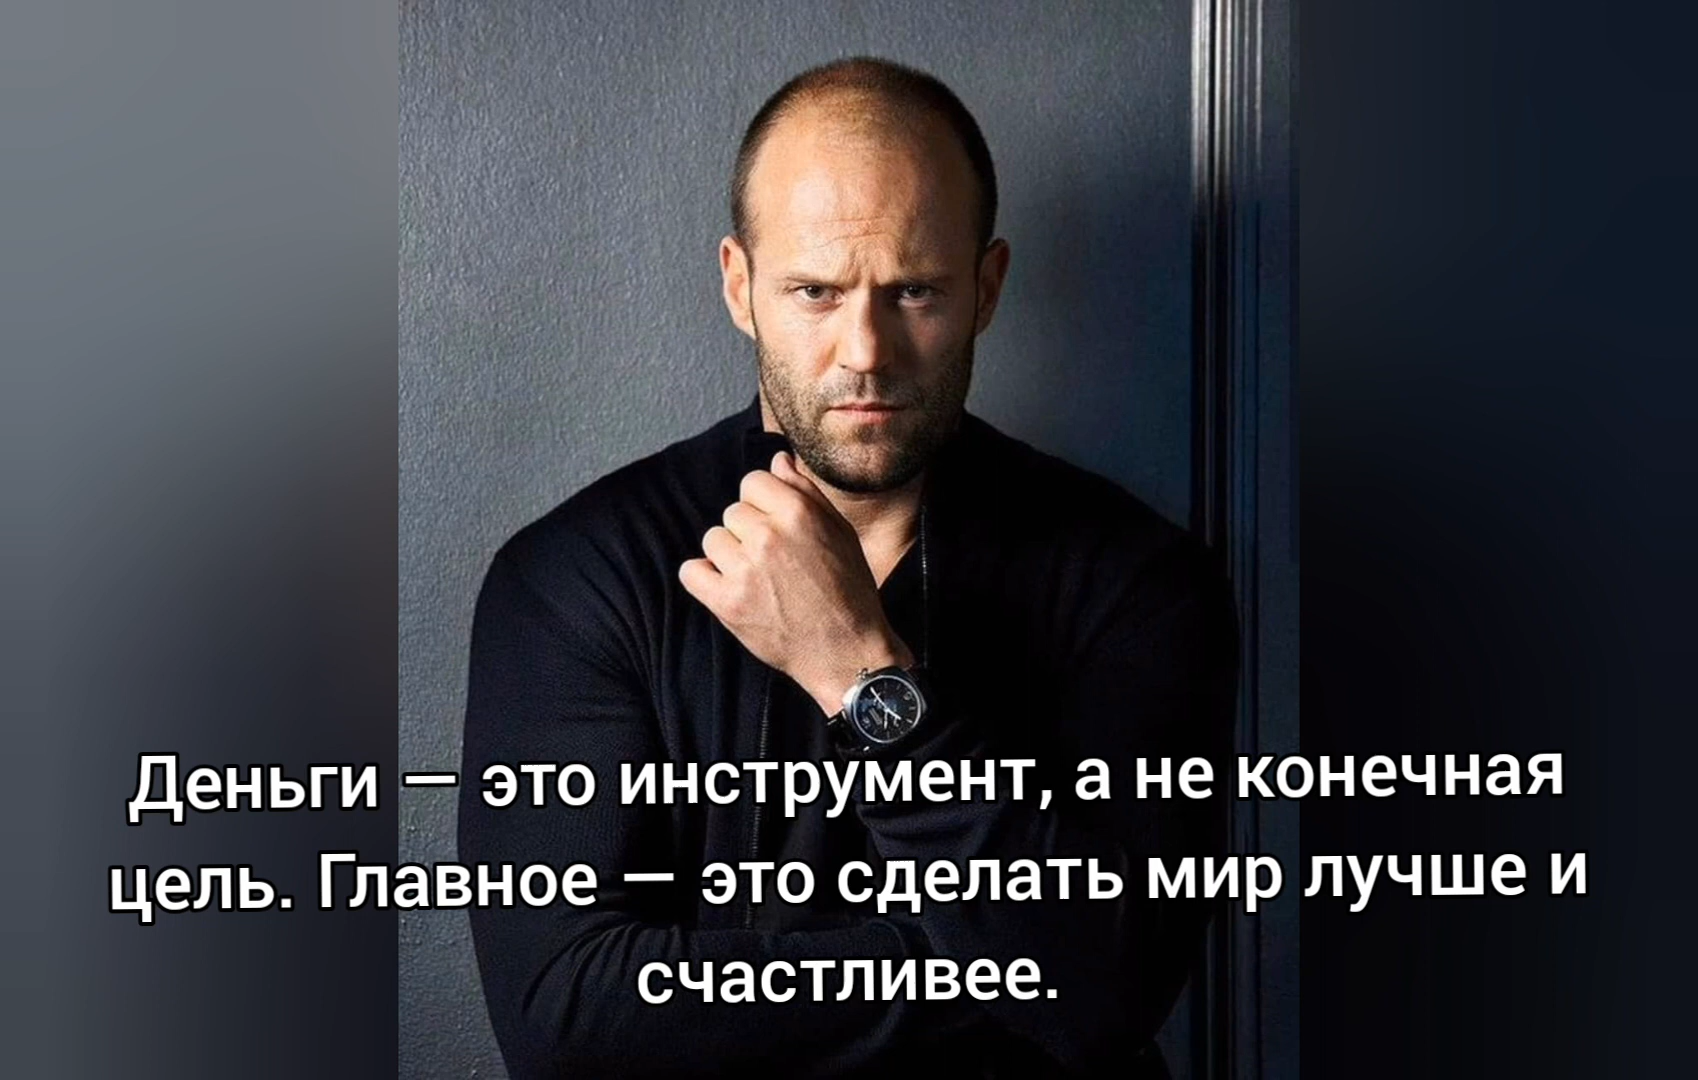 Деньги — это инструмент, а не конечная
цель. Главное — это сделать мир лучше и
счастливее.